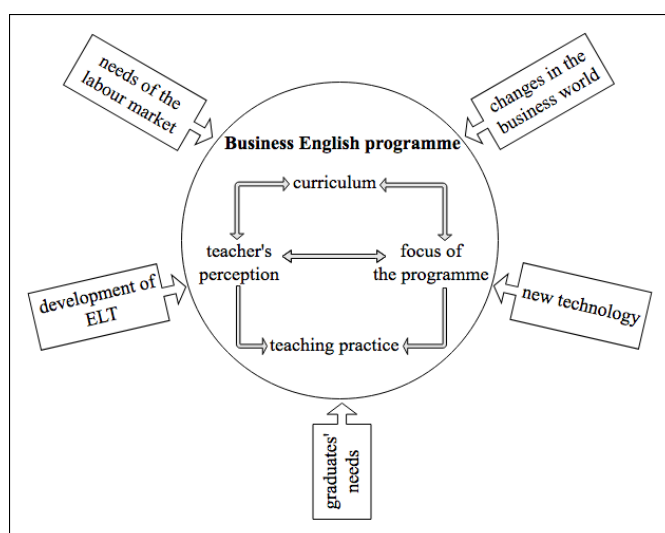 needs of the
labour market
changes in the
business world
Business English programme
curriculum
teacher's
perception
focus of
the programme
development of
ELT
new technology
teaching practice
graduates'
needs